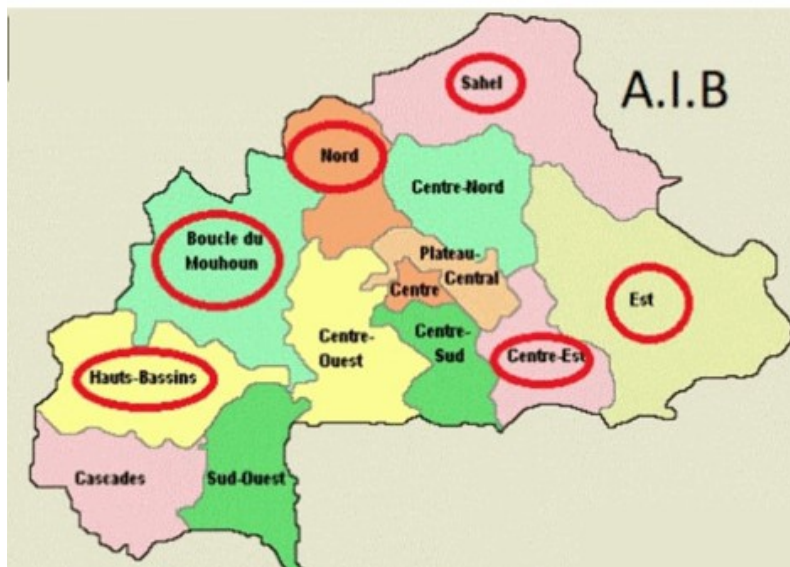 Sahel
A.I.B
Nord
Centre-Nord
Boucle du
Mouhoun
Plateau-
Central
Centre
Est
Centre-
Ouest
Centre-
Sud
Centre-Est
Hauts-Bassins
Cascades
Sud-Ouest